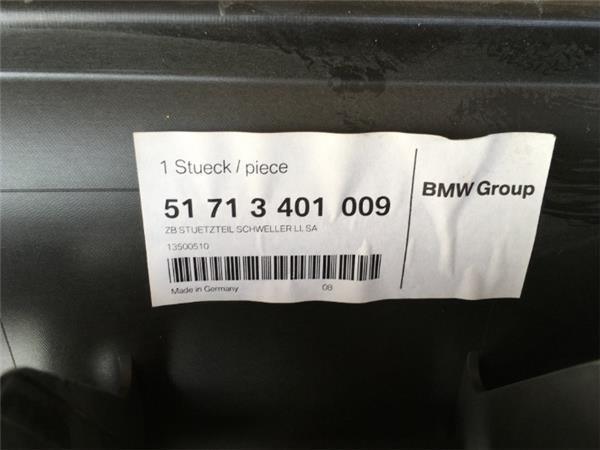 1 Stueck / piece
51 71 3 401 009
ZB STUETZTEIL SCHWELLER LI. SA
13500510
Made in Germany 08
BMW Group